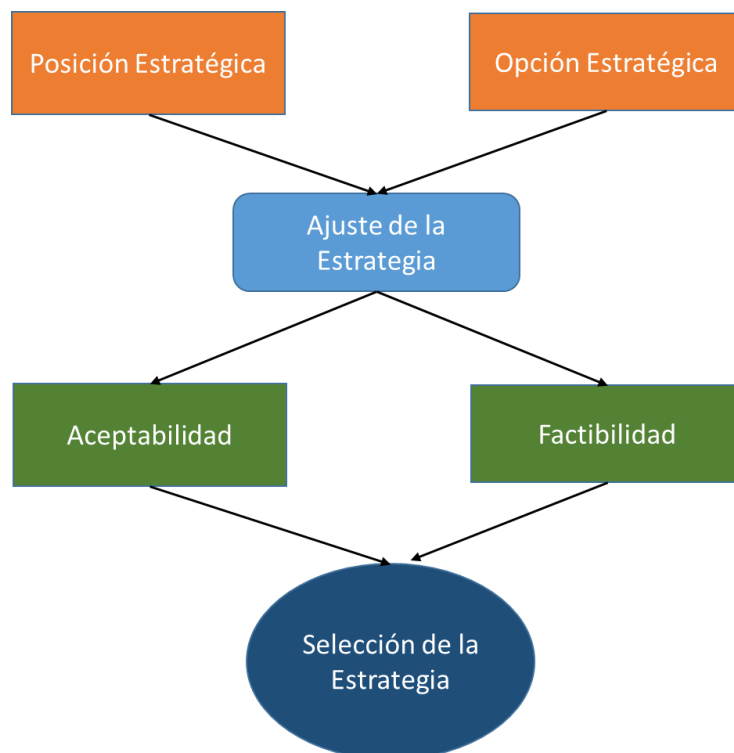 Posición Estratégica
Opción Estratégica
Ajuste de la
Estrategia
Aceptabilidad
Factibilidad
Selección de la
Estrategia